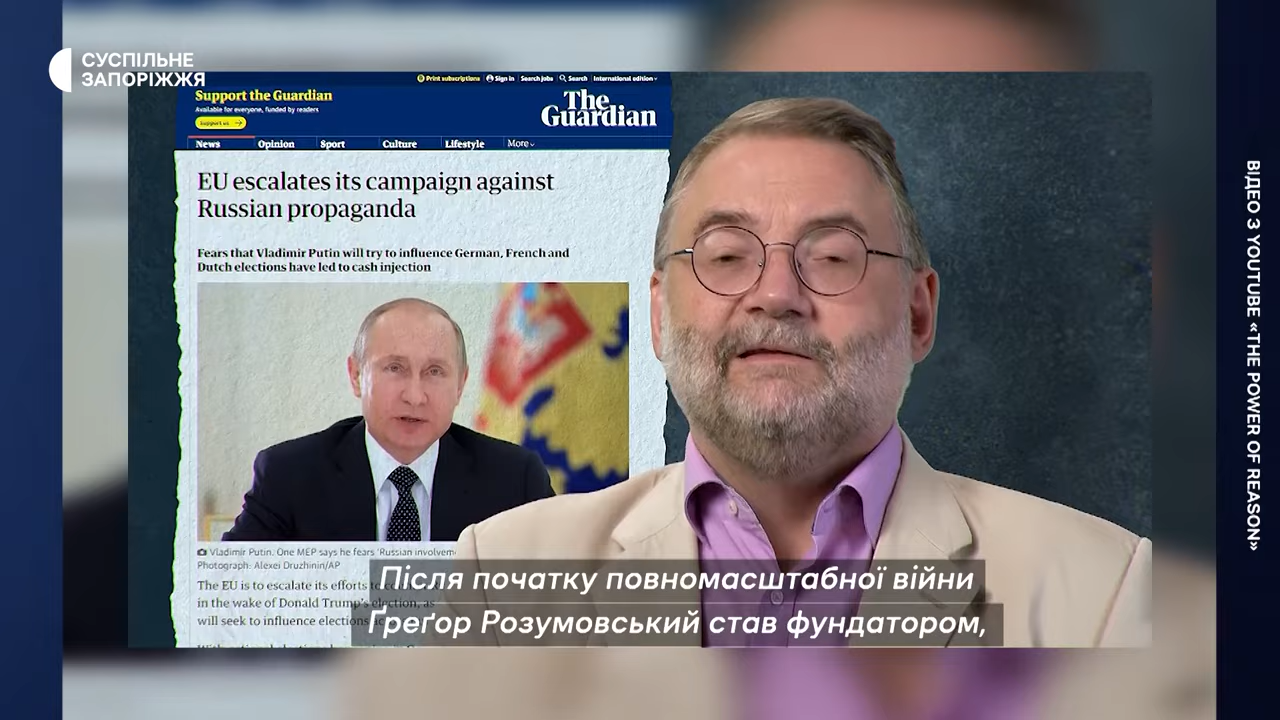 СУСПІЛЬНЕ
ЗАПОРІЖЖЯ
Print subscriptions
Sign in
Search jobs
Search
International edition
Support the Guardian
Available for everyone, funded by readers
Support us →
The
Guardian
News
Opinion
Sport
Culture
Lifestyle
More
EU escalates its campaign against
Russian propaganda
Fears that Vladimir Putin will try to influence German, French and
Dutch elections have led to cash injection
Vladimir Putin. One MEP says he fears 'Russian involveme
Photograph: Alexei Druzhinin/AP
The EU is to escalate its efforts to
in the wake of Donald Trump's election, as
will seek to influence elections
Після початку повномасштабної війни
Ґреґор Розумовський став фундатором,
ВІДЕО З YOUTUBE «THE POWER OF REASON»